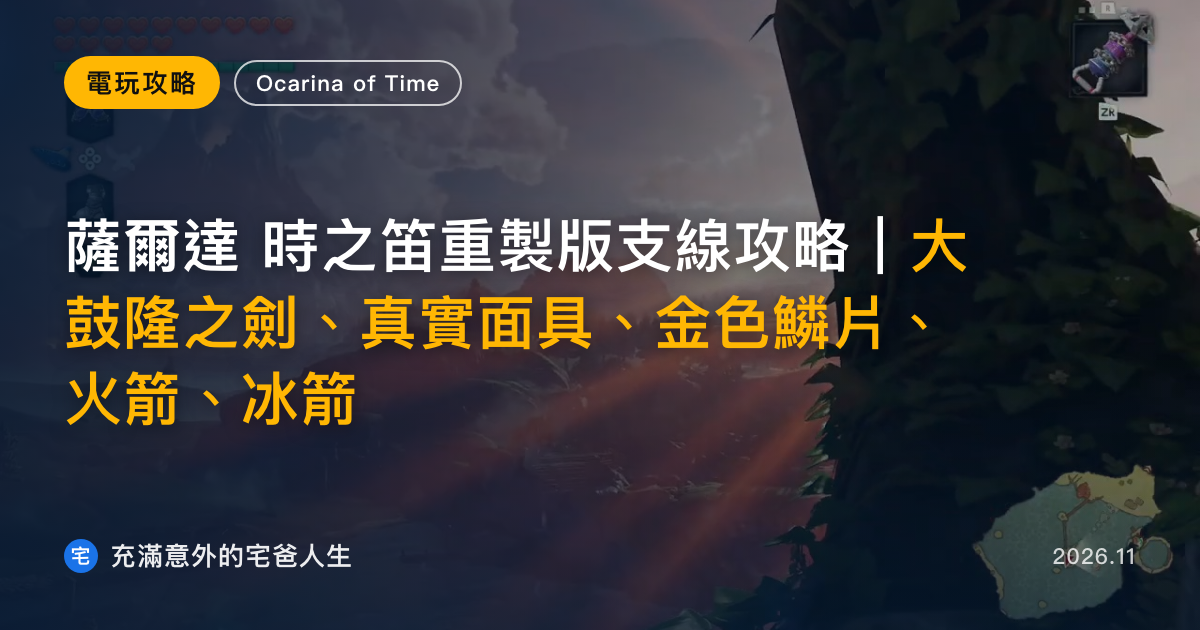 電玩攻略
Ocarina of Time
ZR
薩爾達 時之笛重製版支線攻略｜大
鼓隆之劍、真實面具、金色鱗片、
火箭、冰箭
宅 充滿意外的宅爸人生
2026.11